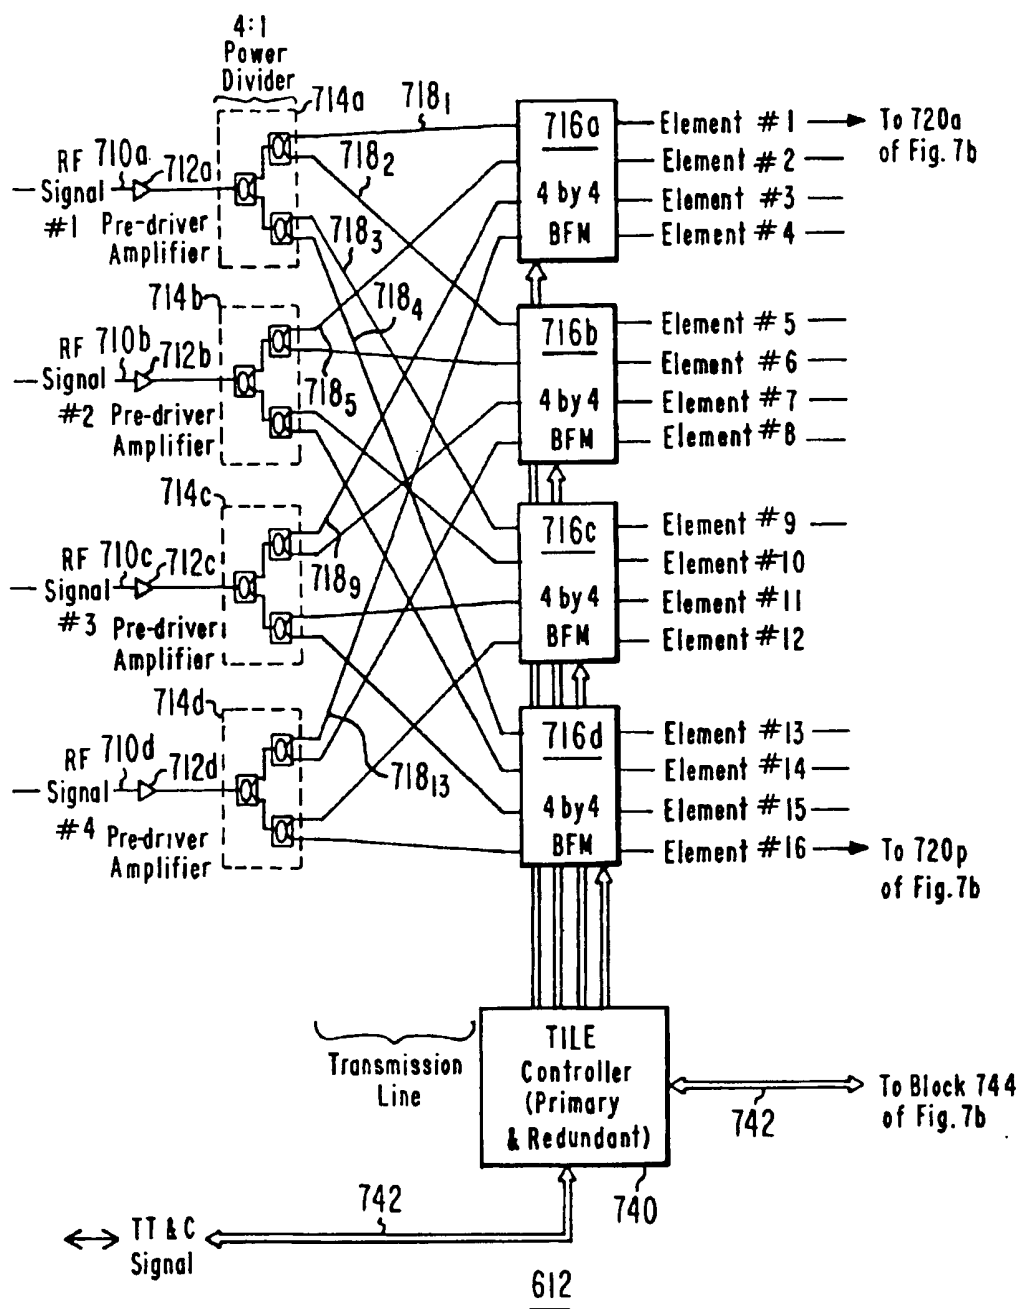 4:1
Power
Divider
714a
718₁
716a
4 by 4
BFM
Element #1
Element #2
Element #3
Element #4
To 720a
of Fig. 7b
RF 710a 712a
Signal
#1 Pre-driver
Amplifier
718₂
718₃
718₄
714b
716b
4 by 4
BFM
Element #5
Element #6
Element #7
Element #8
RF 710b 712b
Signal
#2 Pre-driver
Amplifier
718₅
714c
716c
4 by 4
BFM
Element #9
Element #10
Element #11
Element #12
RF 710c 712c
Signal
#3 Pre-driver
Amplifier
718₉
714d
716d
4 by 4
BFM
Element #13
Element #14
Element #15
Element #16
To 720p
of Fig. 7b
RF 710d 712d
Signal
#4 Pre-driver
Amplifier
718₁₃
Transmission
Line
TILE
Controller
(Primary
& Redundant)
740
742
To Block 744
of Fig. 7b
742
TT & C
Signal
612